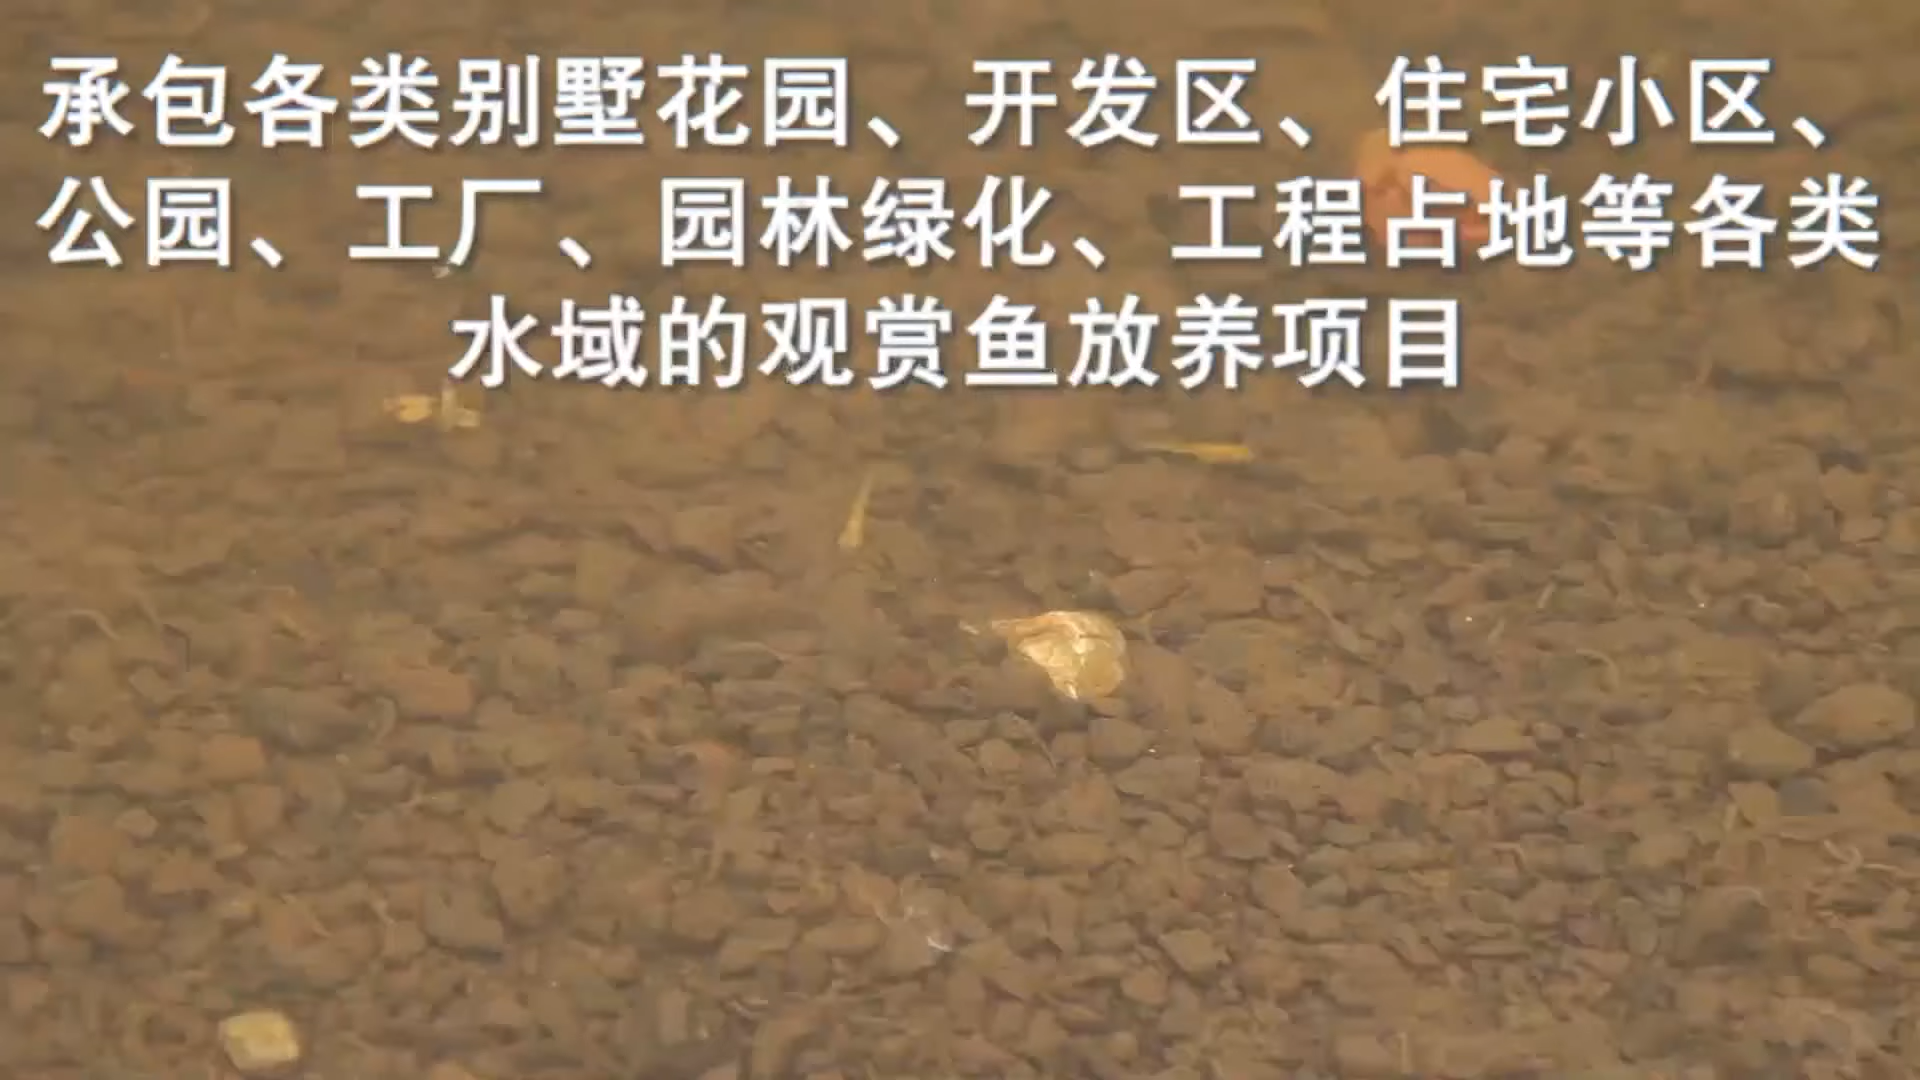 承包各类别墅花园、开发区、住宅小区、
公园、工厂、园林绿化、工程占地等各类
水域的观赏鱼放养项目